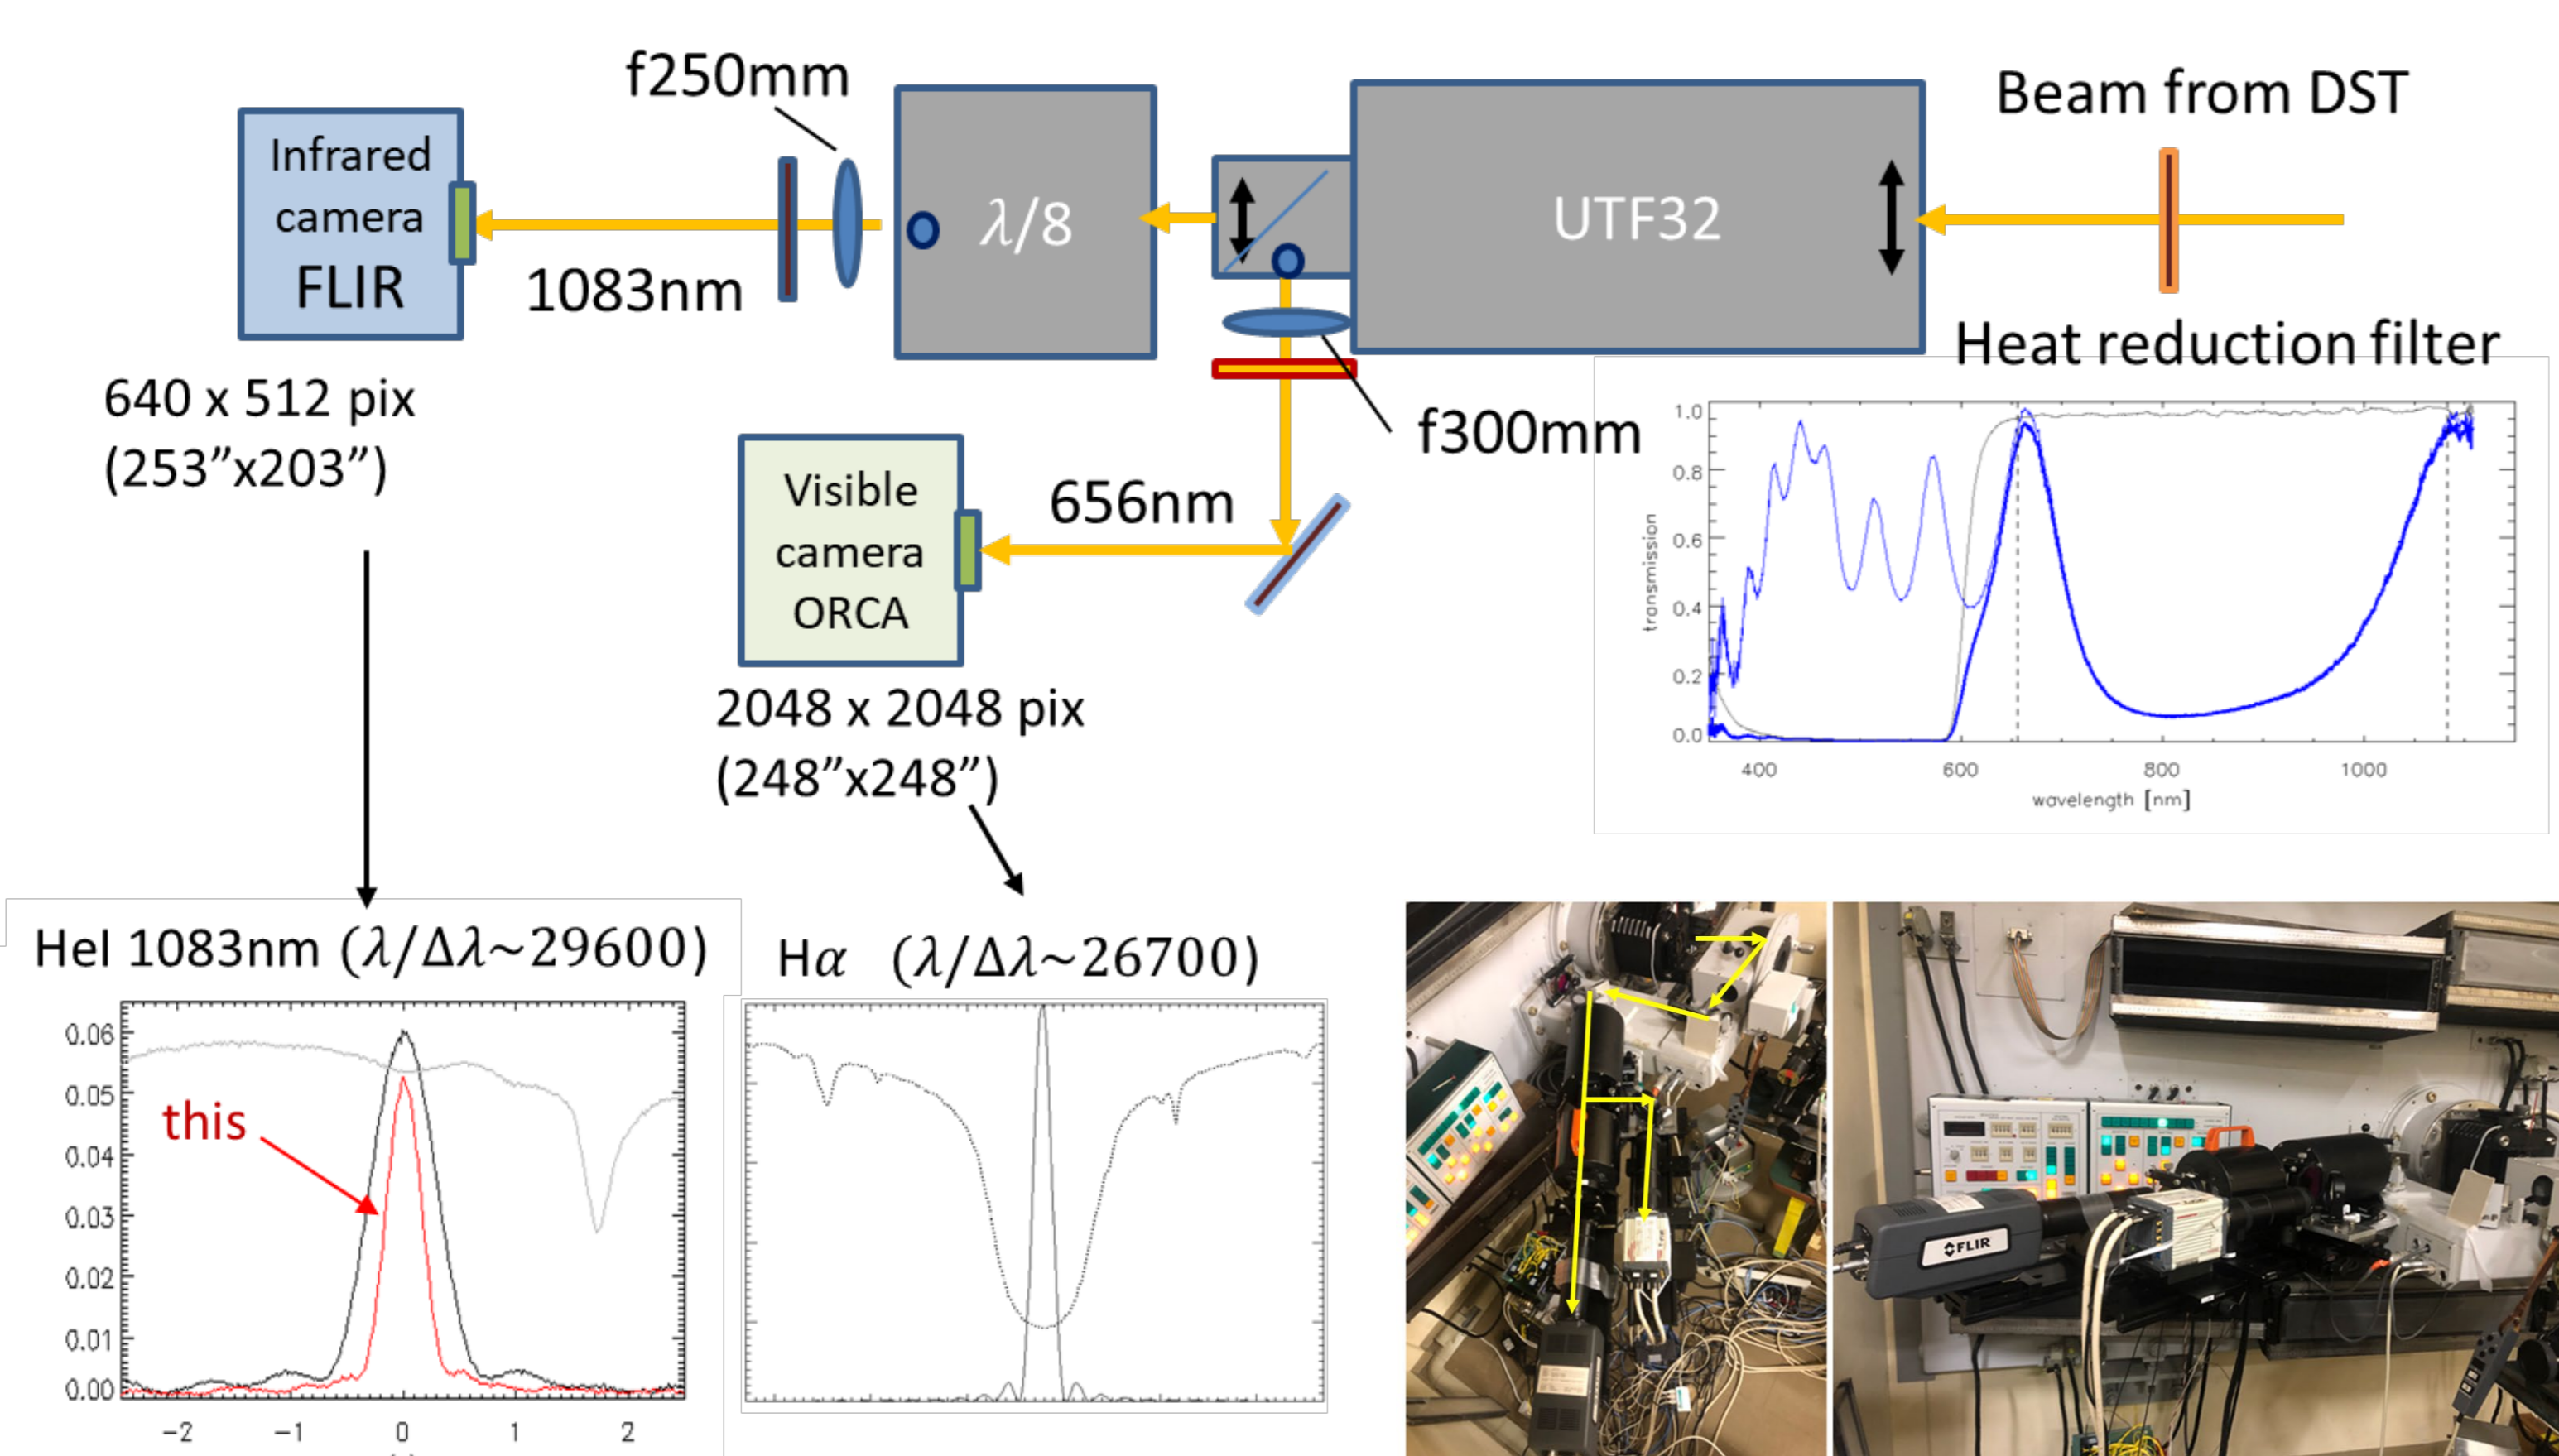 f250mm
Beam from DST
Infrared
camera
FLIR
λ/8
UTF32
1083nm
Heat reduction filter
640 x 512 pix
(253”x203”)
f300mm
Visible
camera
ORCA
656nm
2048 x 2048 pix
(248”x248”)
1.0
0.8
0.6
0.4
0.2
0.0
transmission
400 600 800 1000
wavelength [nm]
HeI 1083nm (λ/Δλ~29600)
Hα (λ/Δλ~26700)
0.06
0.05
0.04
0.03
0.02
0.01
0.00
this
−2 −1 0 1 2
FLIR